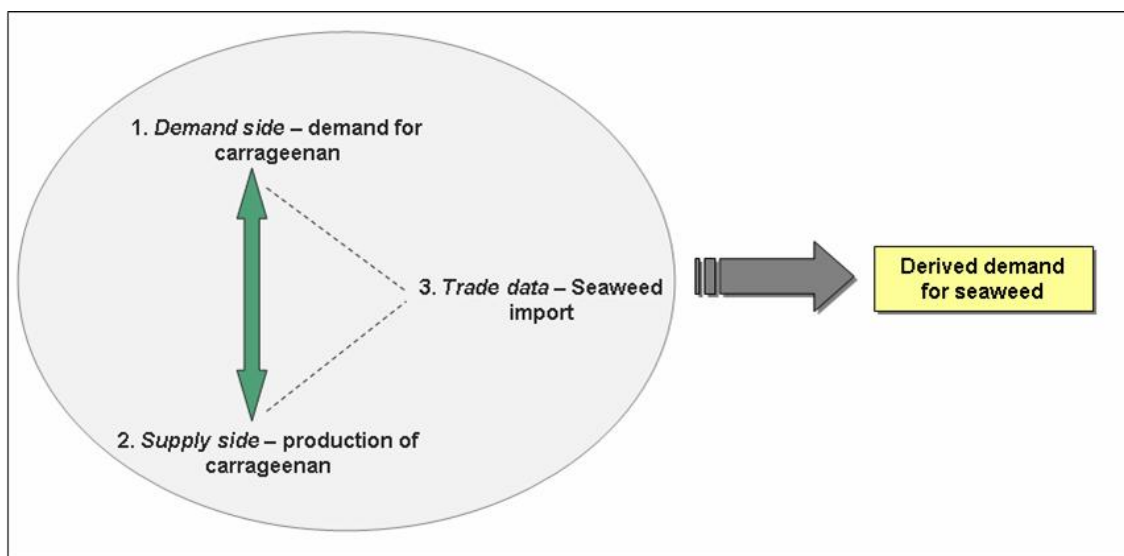 1. Demand side – demand for
carrageenan
3. Trade data – Seaweed
import
2. Supply side – production of
carrageenan
Derived demand
for seaweed